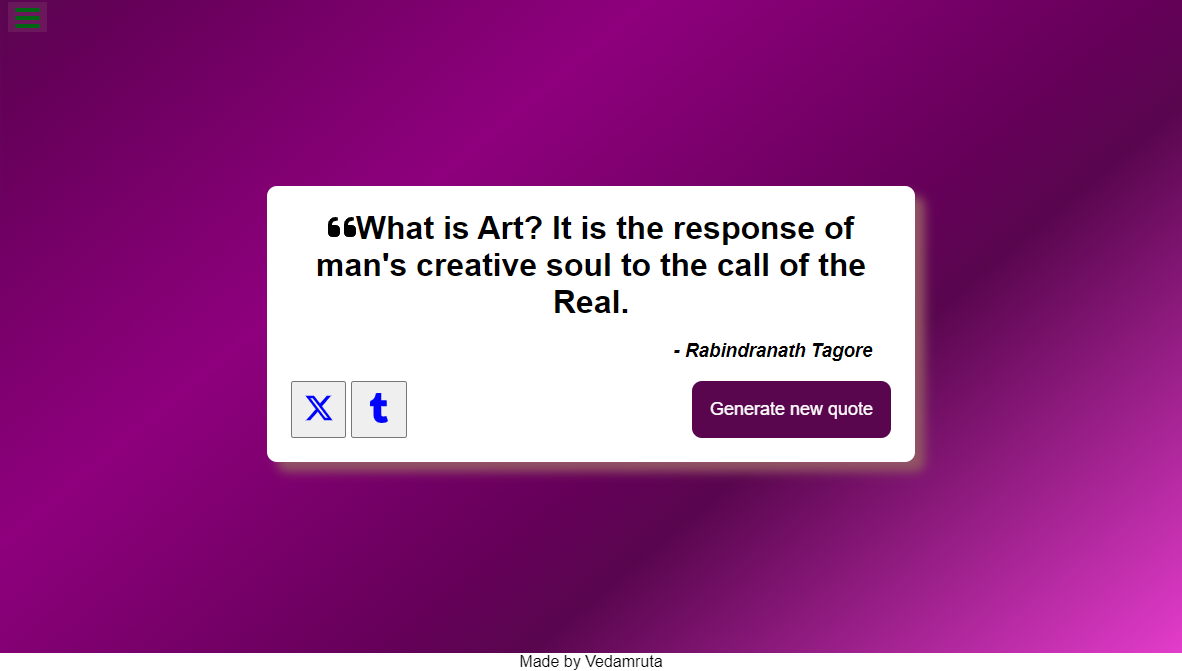 ❝What is Art? It is the response of
man's creative soul to the call of the
Real.
- Rabindranath Tagore
X t Generate new quote
Made by Vedamruta